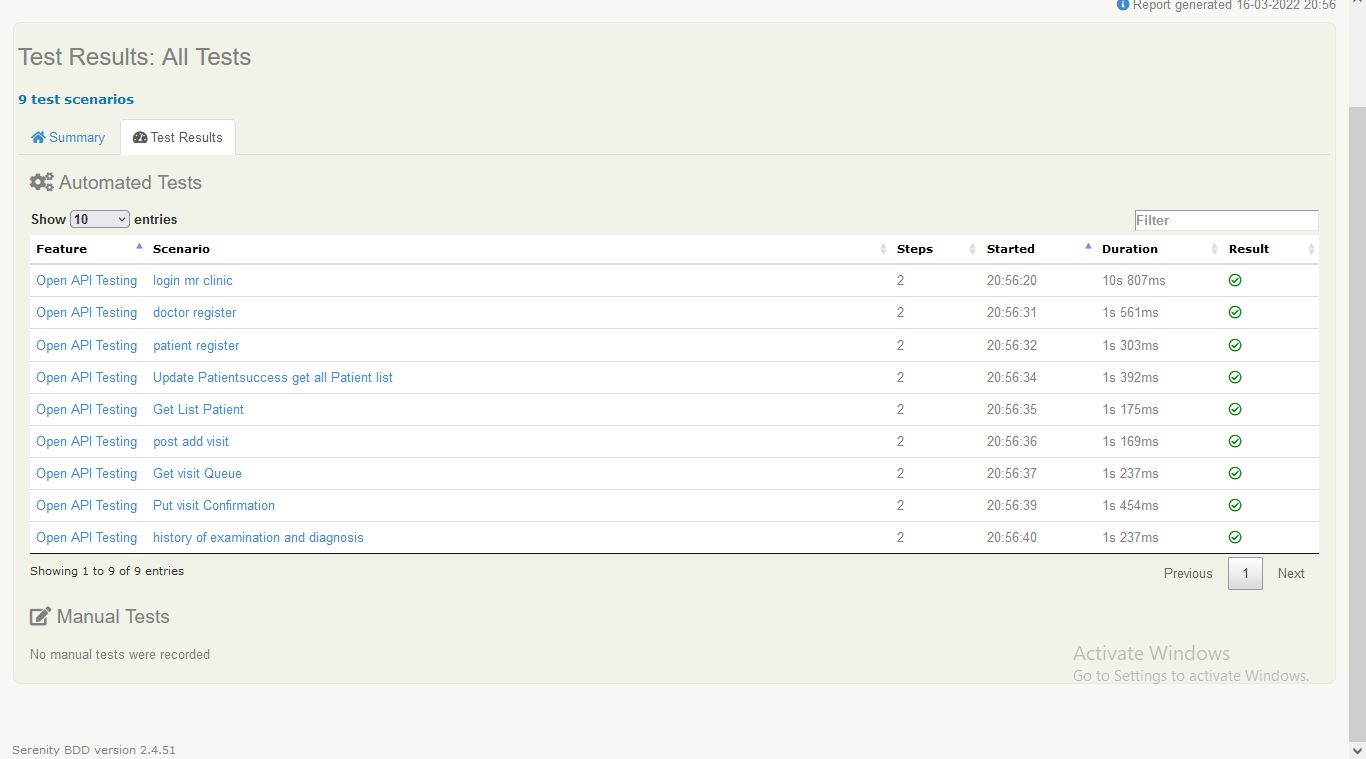 Report generated 16-03-2022 20:56
Test Results: All Tests
9 test scenarios
Summary Test Results
Automated Tests
Show 10 entries Filter
Feature Scenario Steps Started Duration Result
Open API Testing login mr clinic 2 20:56:20 10s 807ms
Open API Testing doctor register 2 20:56:31 1s 561ms
Open API Testing patient register 2 20:56:32 1s 303ms
Open API Testing Update Patientsuccess get all Patient list 2 20:56:34 1s 392ms
Open API Testing Get List Patient 2 20:56:35 1s 175ms
Open API Testing post add visit 2 20:56:36 1s 169ms
Open API Testing Get visit Queue 2 20:56:37 1s 237ms
Open API Testing Put visit Confirmation 2 20:56:39 1s 454ms
Open API Testing history of examination and diagnosis 2 20:56:40 1s 237ms
Showing 1 to 9 of 9 entries Previous 1 Next
Manual Tests
No manual tests were recorded
Activate Windows
Go to Settings to activate Windows.
Serenity BDD version 2.4.51